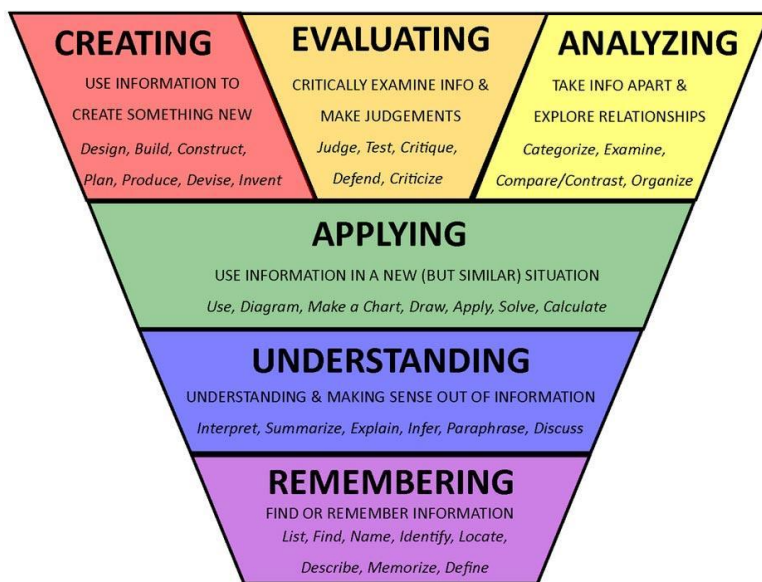 CREATING
USE INFORMATION TO
CREATE SOMETHING NEW
Design, Build, Construct,
Plan, Produce, Devise, Invent
EVALUATING
CRITICALLY EXAMINE INFO &
MAKE JUDGEMENTS
Judge, Test, Critique,
Defend, Criticize
ANALYZING
TAKE INFO APART &
EXPLORE RELATIONSHIPS
Categorize, Examine,
Compare/Contrast, Organize
APPLYING
USE INFORMATION IN A NEW (BUT SIMILAR) SITUATION
Use, Diagram, Make a Chart, Draw, Apply, Solve, Calculate
UNDERSTANDING
UNDERSTANDING & MAKING SENSE OUT OF INFORMATION
Interpret, Summarize, Explain, Infer, Paraphrase, Discuss
REMEMBERING
FIND OR REMEMBER INFORMATION
List, Find, Name, Identify, Locate,
Describe, Memorize, Define